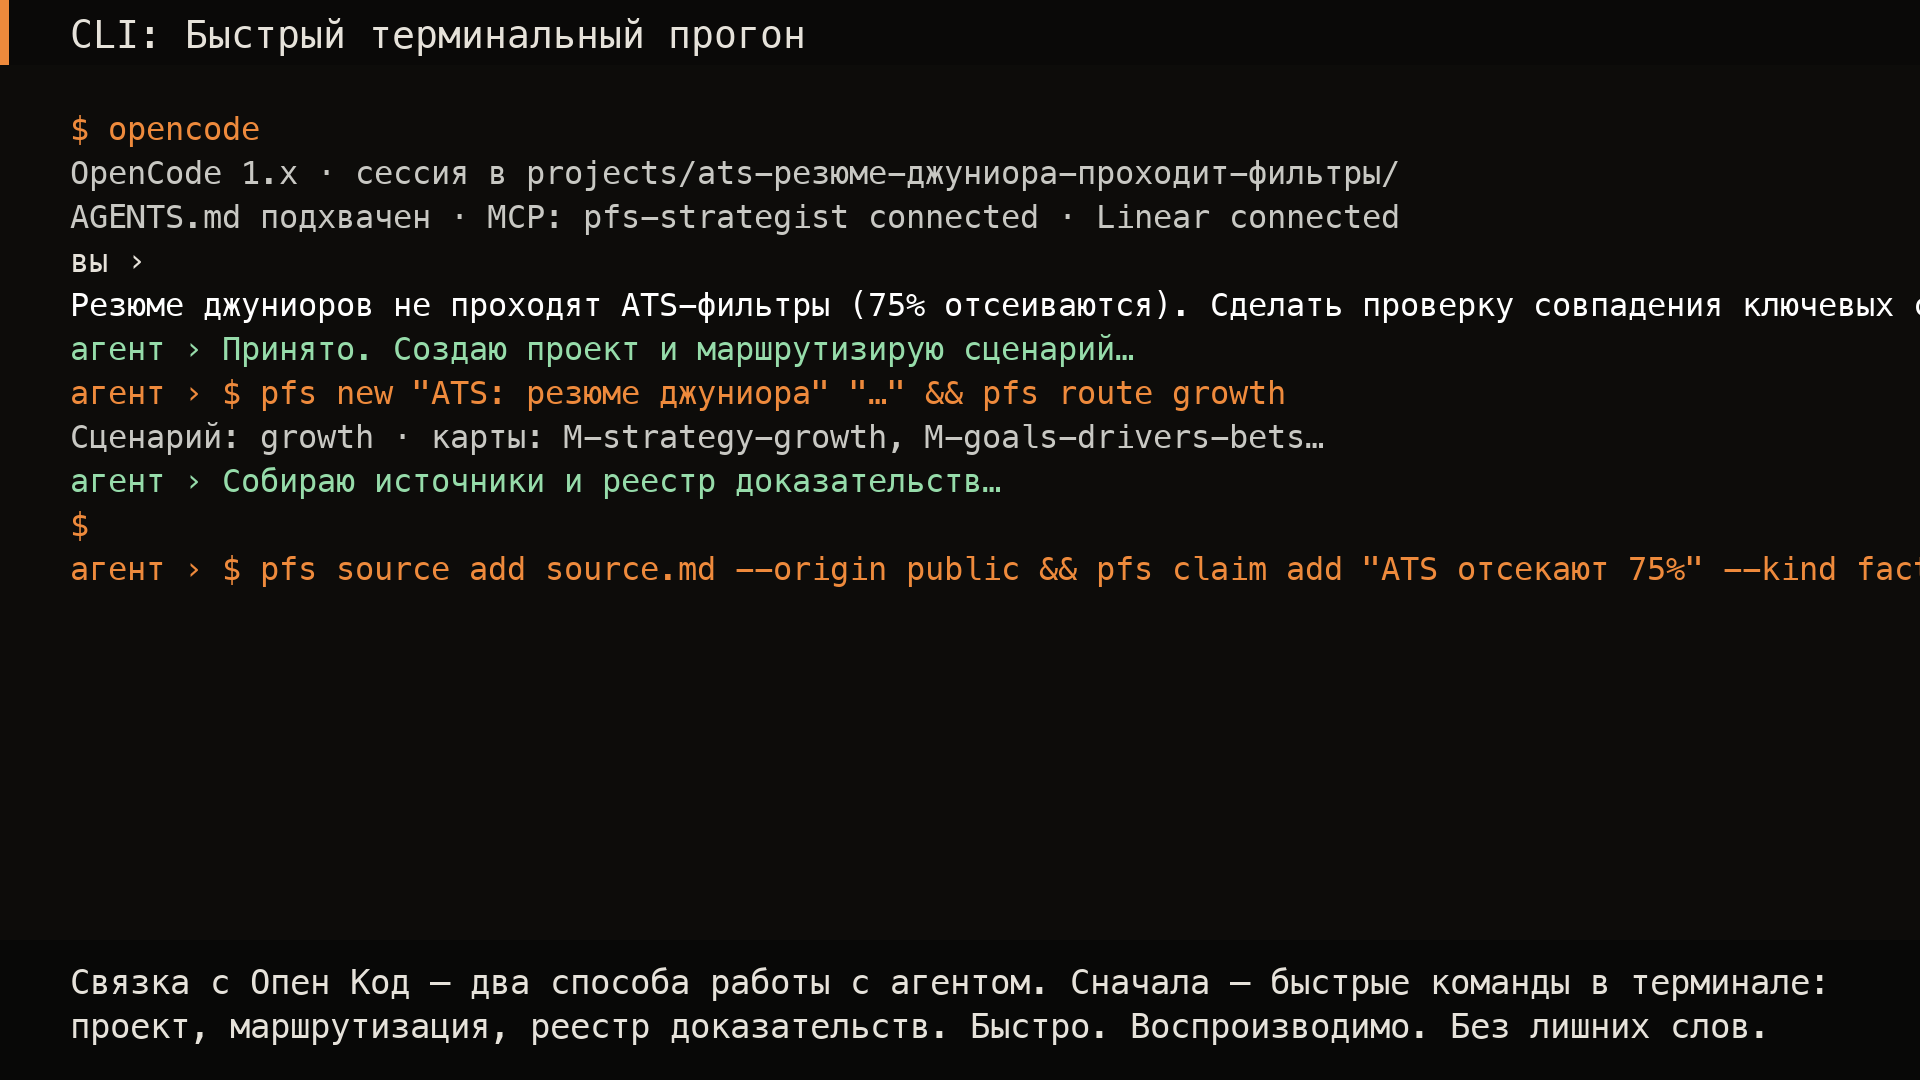 CLI: Быстрый терминальный прогон
$ opencode
OpenCode 1.x · сессия в projects/ats-резюме-джуниора-проходит-фильтры/
AGENTS.md подхвачен · MCP: pfs-strategist connected · Linear connected
вы ›
Резюме джуниоров не проходят ATS-фильтры (75% отсеиваются). Сделать проверку совпадения ключевых
агент › Принято. Создаю проект и маршрутизирую сценарий…
агент › $ pfs new "ATS: резюме джуниора" "…" && pfs route growth
Сценарий: growth · карты: M-strategy-growth, M-goals-drivers-bets…
агент › Собираю источники и реестр доказательств…
$
агент › $ pfs source add source.md --origin public && pfs claim add "ATS отсекают 75%" --kind fact
Связка с Опен Код — два способа работы с агентом. Сначала — быстрые команды в терминале:
проект, маршрутизация, реестр доказательств. Быстро. Воспроизводимо. Без лишних слов.